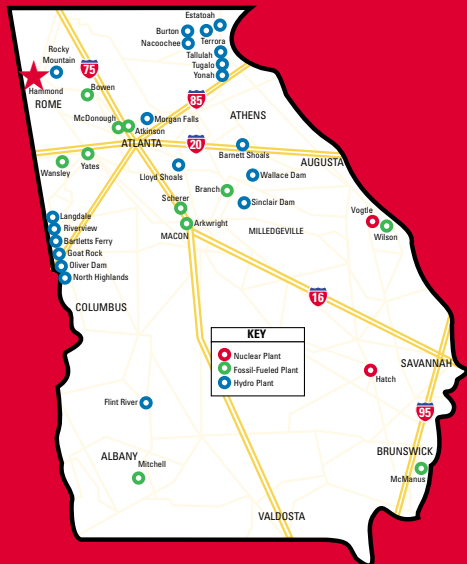 Estatoah
Burton
Nacoochee
Terrora
Tallulah
Tugalo
Yonah
Rocky
Mountain
75
Bowen
Hammond
ROME
85
McDonough
Atkinson
Morgan Falls
ATHENS
ATLANTA
20
Barnett Shoals
AUGUSTA
Wansley
Yates
Lloyd Shoals
Wallace Dam
Branch
Sinclair Dam
Scherer
Arkwright
MACON
MILLEDGEVILLE
Vogtle
Wilson
Langdale
Riverview
Bartletts Ferry
Goat Rock
Oliver Dam
North Highlands
16
COLUMBUS
KEY
Nuclear Plant
Fossil-Fueled Plant
Hydro Plant
SAVANNAH
Hatch
95
Flint River
ALBANY
Mitchell
BRUNSWICK
McManus
VALDOSTA